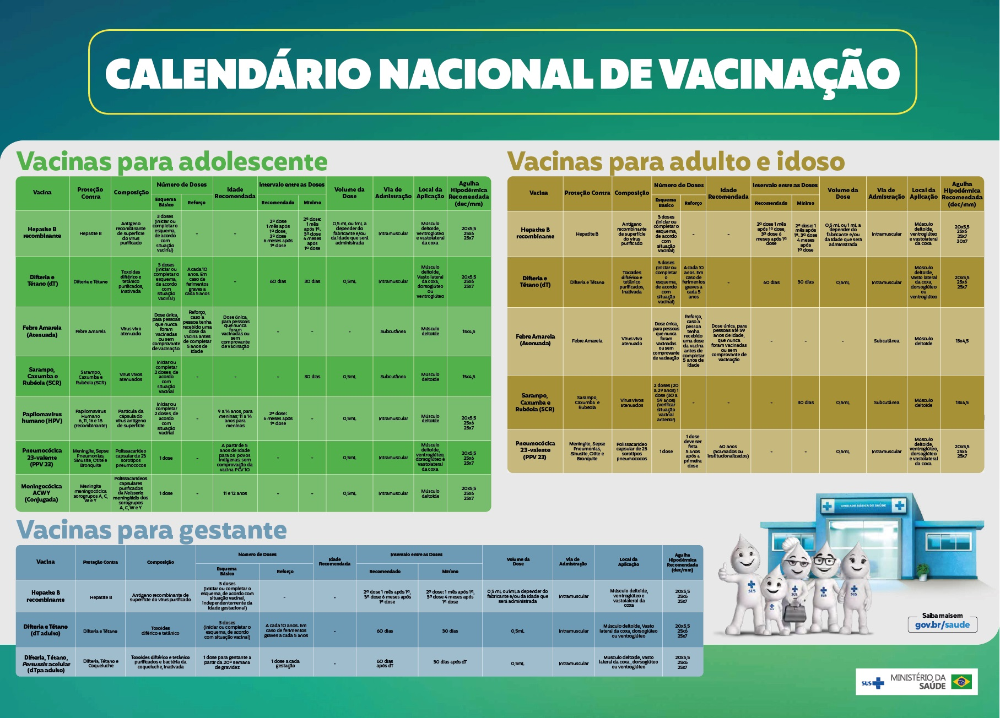 CALENDÁRIO NACIONAL DE VACINAÇÃO
Vacinas para adolescente
Vacina
Proteção
Contra
Composição
Número de Doses
Esquema
Básico
Reforço
Idade
Recomendada
Intervalo entre as Doses
Recomendado
Mínimo
Volume da
Dose
Via de
Admistração
Local da
Aplicação
Agulha
Hipodérmica
Recomendada
(dec/mm)
Hepatite B
recombinante
Hepatite B
Antígeno
recombinante
de superfície
do vírus
purificado
3 doses
(iniciar ou
completar o
esquema,
de acordo
com
situação
vacinal)
-
-
2ª dose
1 mês após
1ª dose,
3ª dose
6 meses após
1ª dose
2ª dose:
1 mês
após 1ª.
3ª dose
4 meses
após
1ª dose
0,5 mL ou 1mL a
depender do
fabricante e/ou
da idade que será
administrada
Intramuscular
Músculo
deltoide,
ventroglúteo
e vastolateral
da coxa
20x5,5
25x6
25x7
Difteria e
Tétano (dT)
Difteria e Tétano
Toxoides
diftérico e
tetânico
purificados,
inativada
3 doses
(iniciar ou
completar o
esquema,
de acordo
com
situação
vacinal)
A cada 10
anos. Em
caso de
ferimentos
graves a
cada 5 anos
-
60 dias
30 dias
0,5mL
Intramuscular
Músculo
deltoide,
Vasto lateral
da coxa,
dorsoglúteo
ou
ventroglúteo
20x5,5
25x6
25x7
Febre Amarela
(Atenuada)
Febre Amarela
Vírus vivo
atenuado
Dose única,
para pessoas
que nunca
foram
vacinadas
ou sem
comprovante
de vacinação
Reforço,
caso a
pessoa tenha
recebido uma
dose da
vacina antes
de completar
5 anos de
idade
Dose única,
para pessoas
que nunca
foram
vacinadas ou
sem
comprovante
de vacinação
-
-
-
Subcutânea
Músculo
deltoide
13x4,5
Sarampo,
Caxumba e
Rubéola (SCR)
Sarampo,
Caxumba e
Rubéola (SCR)
Vírus vivos
atenuados
Iniciar ou
completar
2 doses, de
acordo
com
situação
vacinal
-
-
-
30 dias
0,5mL
Subcutânea
Músculo
deltoide
13x4,5
Papilomavírus
humano (HPV)
Papilomavírus
Humano
6, 11, 16 e 18
(recombinante)
Partícula da
cápsula do
vírus antígeno
de superfície
Iniciar ou
completar
2 doses, de
acordo
com
situação
vacinal
-
9 a 14 anos, para
meninas; 11 a 14
anos para
meninos
2ª dose:
6 meses após
1ª dose
-
0,5mL
Intramuscular
Músculo
deltoide
20x5,5
25x6
25x7
Pneumocócica
23-valente
(PPV 23)
Meningite, Sepse
Pneumonias,
Sinusite, Otite e
Bronquite
Polissacarídeo
capsular de 23
sorotipos
pneumococos
1 dose
-
A partir de 5
anos de idade
para os povos
indígenas, sem
comprovação da
vacina PCV 10
-
-
0,5mL
Intramuscular
Músculo
deltoide,
ventroglúteo,
dorsoglúteo e
vastolateral
da coxa
20x5,5
25x6
25x7
Meningocócica
ACWY
(Conjugada)
Meningite
meningocócica
sorogrupos A, C,
W e Y
Polissacarídeos
capsulares
purificados
da Neisseria
meningitidis dos
sorogrupos
A, C, W e Y
1 dose
-
11 e 12 anos
-
-
0,5mL
Intramuscular
Músculo
deltoide
20x5,5
25x6
25x7
Vacinas para adulto e idoso
Vacina
Proteção Contra
Composição
Número de Doses
Esquema
Básico
Reforço
Idade
Recomendada
Intervalo entre as Doses
Recomendado
Mínimo
Volume da
Dose
Via de
Admistração
Local da
Aplicação
Agulha
Hipodérmica
Recomendada
(dec/mm)
Hepatite B
recombinante
Hepatite B
Antígeno
recombinante
de superfície
do vírus
purificado
3 doses
(iniciar ou
completar o
esquema,
de acordo
com
situação
vacinal)
-
-
2ª dose 1 mês
após 1ª dose,
3ª dose 6
meses após 1ª
dose
2ª dose: 1
mês após
1ª. 3ª dose
4 meses
após
1ª dose
0,5 mL ou 1 mL a
depender do
fabricante e/ou
da idade que será
administrada
Intramuscular
Músculo
deltoide,
ventroglúteo
e vastolateral
da coxa
20x5,5
25x6
25x7
30x7
Difteria e
Tétano (dT)
Difteria e Tétano
Toxoides
diftérico e
tetânico
purificados,
inativada
3 doses
(iniciar ou
completar
o
esquema,
de acordo
com
situação
vacinal)
A cada 10
anos. Em
caso de
ferimentos
graves a
cada 5
anos
-
60 dias
30 dias
0,5mL
Intramuscular
Músculo
deltoide,
Vasto lateral
da coxa,
dorsoglúteo
ou
ventroglúteo
20x5,5
25x6
25x7
Febre Amarela
(Atenuada)
Febre Amarela
Vírus vivo
atenuado
Dose única,
para pessoas
que nunca
foram
vacinadas
ou sem
comprovante
de vacinação
Reforço,
caso a
pessoa
tenha
recebido
uma dose
da vacina
antes de
completar
5 anos de
idade
Dose única, para
pessoas até 59
anos de idade,
que nunca
foram vacinadas
ou sem
comprovante de
vacinação
-
-
-
Subcutânea
Músculo
deltoide
13x4,5
Sarampo,
Caxumba e
Rubéola (SCR)
Sarampo,
Caxumba e
Rubéola
Vírus vivos
atenuados
2 doses (20
a 29 anos) 1
dose (30 a
59 anos)
(verificar
situação
vacinal
anterior)
-
-
-
30 dias
0,5mL
Subcutânea
Músculo
deltoide
13x4,5
Pneumocócica
23-valente
(PPV 23)
Meningite, Sepse
Pneumonias,
Sinusite, Otite e
Bronquite
Polissacarídeo
capsular de 23
sorotipos
pneumococos
1 dose
1 dose
deve ser
feita
5 anos
após a
primeira
dose
60 anos
(acamados ou
institucionalizados)
-
-
0,5mL
Intramuscular
Músculo
deltoide,
ventroglúteo,
dorsoglúteo
e vastolateral
da coxa
20x5,5
25x6
25x7
Vacinas para gestante
Vacina
Proteção Contra
Composição
Número de Doses
Esquema
Básico
Reforço
Idade
Recomendada
Intervalo entre as Doses
Recomendado
Mínimo
Volume da
Dose
Via de
Admistração
Local da
Aplicação
Agulha
Hipodérmica
Recomendada
(dec/mm)
Hepatite B
recombinante
Hepatite B
Antígeno recombinante de
superfície do vírus purificado
3 doses
(iniciar ou completar o
esquema, de acordo com
situação vacinal,
independentemente da
idade gestacional)
-
-
2ª dose 1 mês após 1ª,
3ª dose 6 meses após
1ª dose
2ª dose: 1 mês após 1ª,
3ª dose 4 meses após
1ª dose
0,5 mL ou1mL a depender do
fabricante e/ou da idade que
será administrada
Intramuscular
Músculo deltoide,
ventroglúteo e
vastolateral da
coxa
20x5,5
25x6
25x7
Difteria e Tétano
(dT adulto)
Difteria e Tétano
Toxoides
diférico e tetânico
3 doses
(iniciar ou completar o
esquema, de acordo
com situação vacinal)
A cada 10 anos. Em
caso de ferimentos
graves a cada 5 anos
-
60 dias
30 dias
0,5mL
Intramuscular
Músculo deltoide, Vasto
lateral da coxa, dorsoglúteo
ou ventroglúteo
20x5,5
25x6
25x7
Difteria, Tétano,
Pertussis acelular
(dTpa adulto)
Difteria, Tétano e
Coqueluche
Toxoides diftérico e tetânico
purificados e bactéria da
coqueluche, inativada
1 dose para gestante a
partir da 20ª semana
de gravidez
1 dose a cada
gestação
-
60 dias
após dT
30 dias após dT
0,5mL
Intramuscular
Músculo deltoide, vasto
lateral da coxa , dorsoglúteo
ou ventroglúteo
20x5,5
25x6
25x7
UNIDADE BÁSICA DE SAÚDE
SUS
SUS
SUS
SUS
SUS
Saiba mais em
gov.br/saude
SUS
MINISTÉRIO DA
SAÚDE